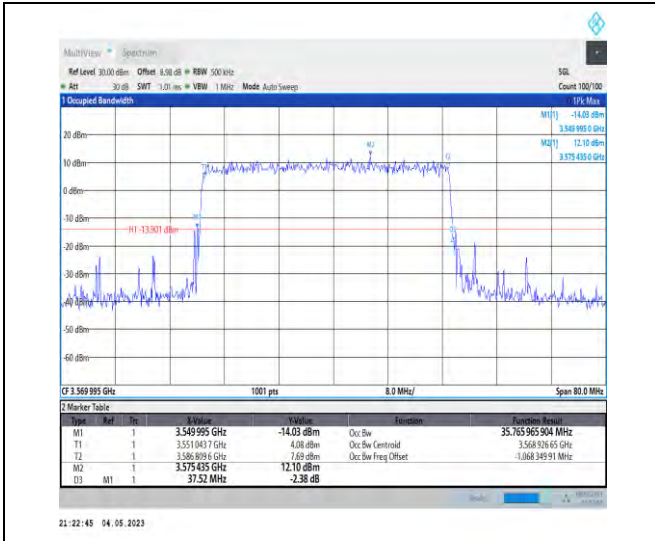 MultiView Spectrum
Ref Level 30.00 dBm Offset 8.98 dB RBW 500 kHz SGL
Att 30 dB SWT 1.01 ms VBW 1 MHz Mode Auto Sweep Count 100/100
1 Occupied Bandwidth 1Pk Max
M1[1] -14.03 dBm
3.549 995 0 GHz
M2[1] 12.10 dBm
3.575 435 0 GHz
20 dBm
M2
10 dBm
T2
0 dBm
-10 dBm
M1
H1 -13.901 dBm
D3
-20 dBm
-30 dBm
-40 dBm
-50 dBm
-60 dBm
CF 3.569 995 GHz 1001 pts 8.0 MHz/ Span 80.0 MHz
2 Marker Table
Type Ref Trc X-Value Y-Value Function Function Result
M1 1 3.549 995 GHz -14.03 dBm Occ Bw 35.765 965 904 MHz
T1 1 3.551 043 7 GHz 4.08 dBm Occ Bw Centroid 3.568 926 65 GHz
T2 1 3.586 809 6 GHz 7.69 dBm Occ Bw Freq Offset -1.068 349 91 MHz
M2 1 3.575 435 GHz 12.10 dBm
D3 M1 1 37.52 MHz -2.38 dB
21:22:45 04.05.2023